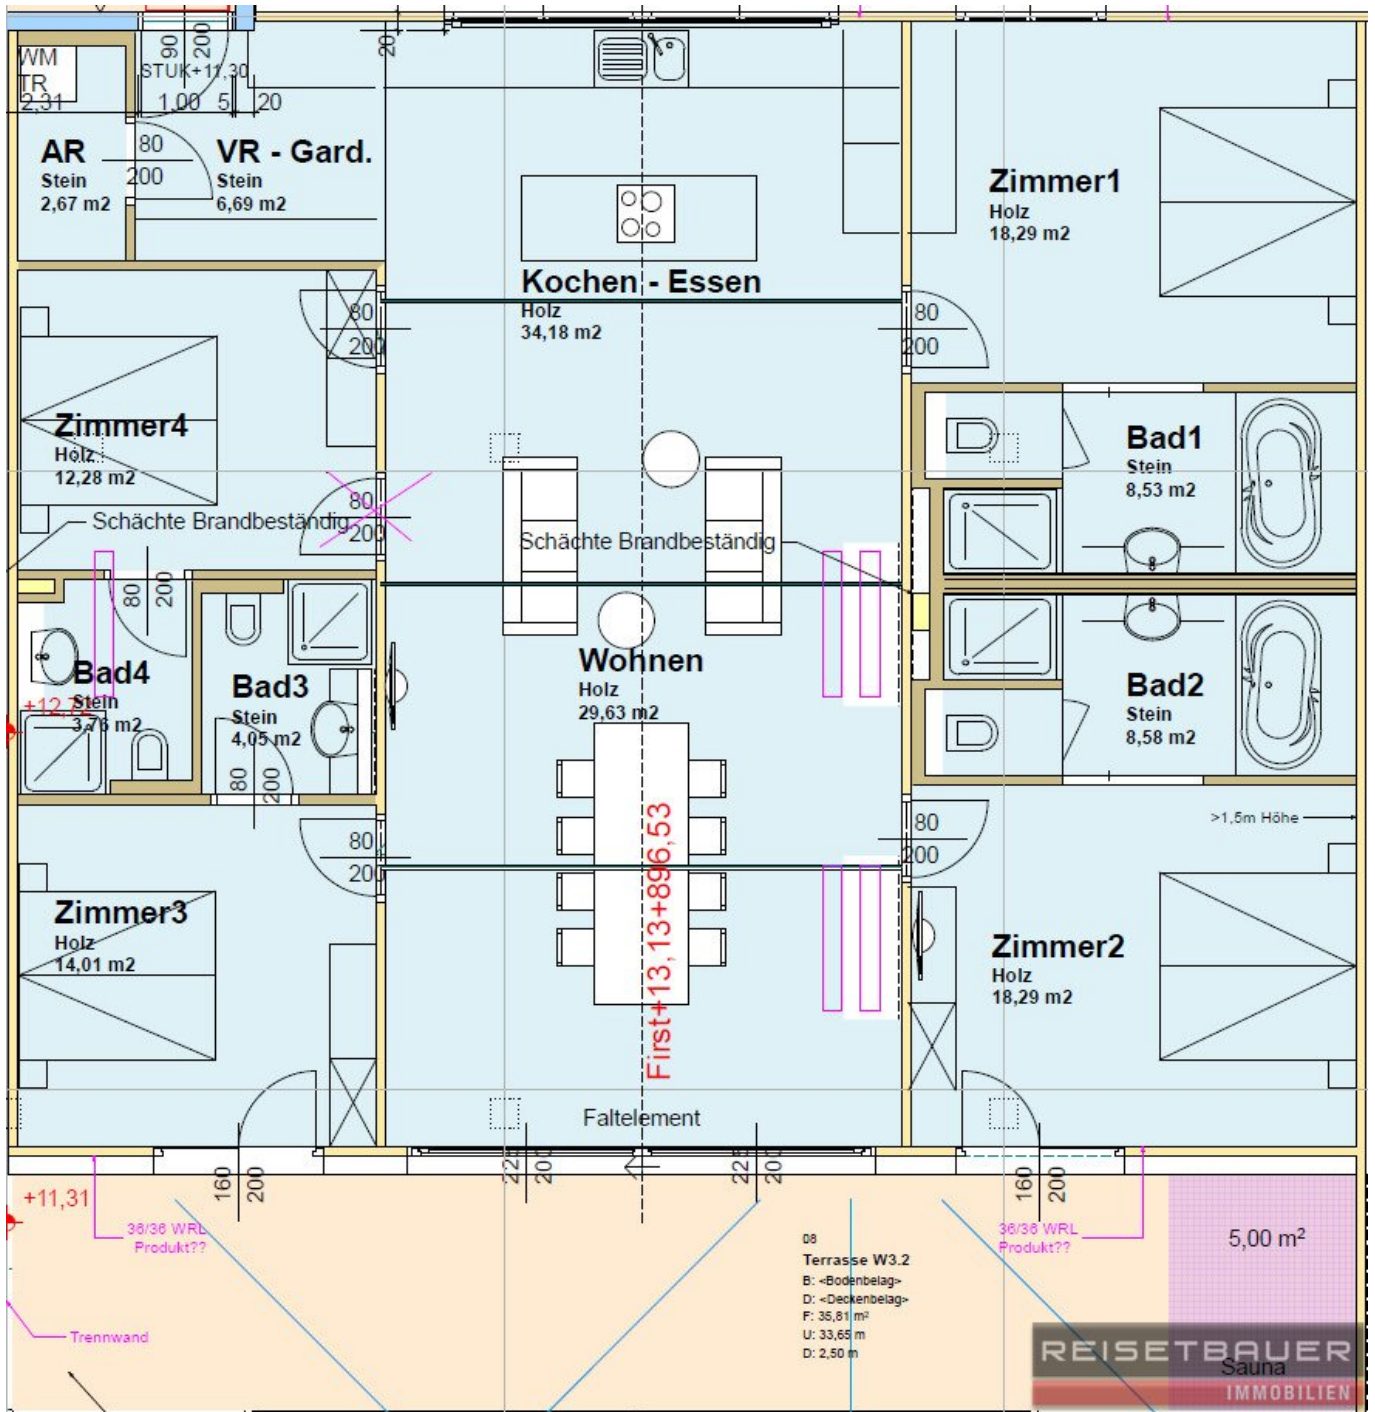 WM
TR
2,31
90
200
STUK+11,30
1,00
5
20
20
AR
Stein
2,67 m2
80
200
VR - Gard.
Stein
6,69 m2
Zimmer1
Holz
18,29 m2
Kochen - Essen
Holz
34,18 m2
80
200
80
200
Zimmer4
Holz
12,28 m2
80
200
Bad1
Stein
8,53 m2
Schächte Brandbeständig
Schächte Brandbeständig
80
200
Bad4
Stein
3,76 m2
+12,72
Bad3
Stein
4,05 m2
80
200
Wohnen
Holz
29,63 m2
Bad2
Stein
8,58 m2
80
200
80
200
>1,5m Höhe
Zimmer3
Holz
14,01 m2
First+13,13+896,53
Zimmer2
Holz
18,29 m2
Faltelement
160
200
225
200
225
200
160
200
+11,31
36/36 WRL
Produkt??
36/36 WRL
Produkt??
5,00 m²
08
Terrasse W3.2
B: <Bodenbelag>
D: <Deckenbelag>
F: 35,81 m²
U: 33,65 m
D: 2,50 m
Trennwand
Sauna
REISETBAUER
IMMOBILIEN